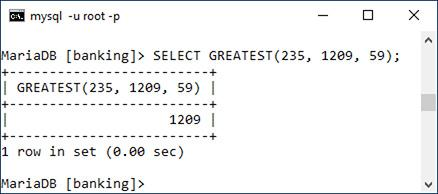 mysql -u root -p
MariaDB [banking]> SELECT GREATEST(235, 1209, 59);
+-------------------------+
| GREATEST(235, 1209, 59) |
+-------------------------+
|                    1209 |
+-------------------------+
1 row in set (0.00 sec)
MariaDB [banking]>